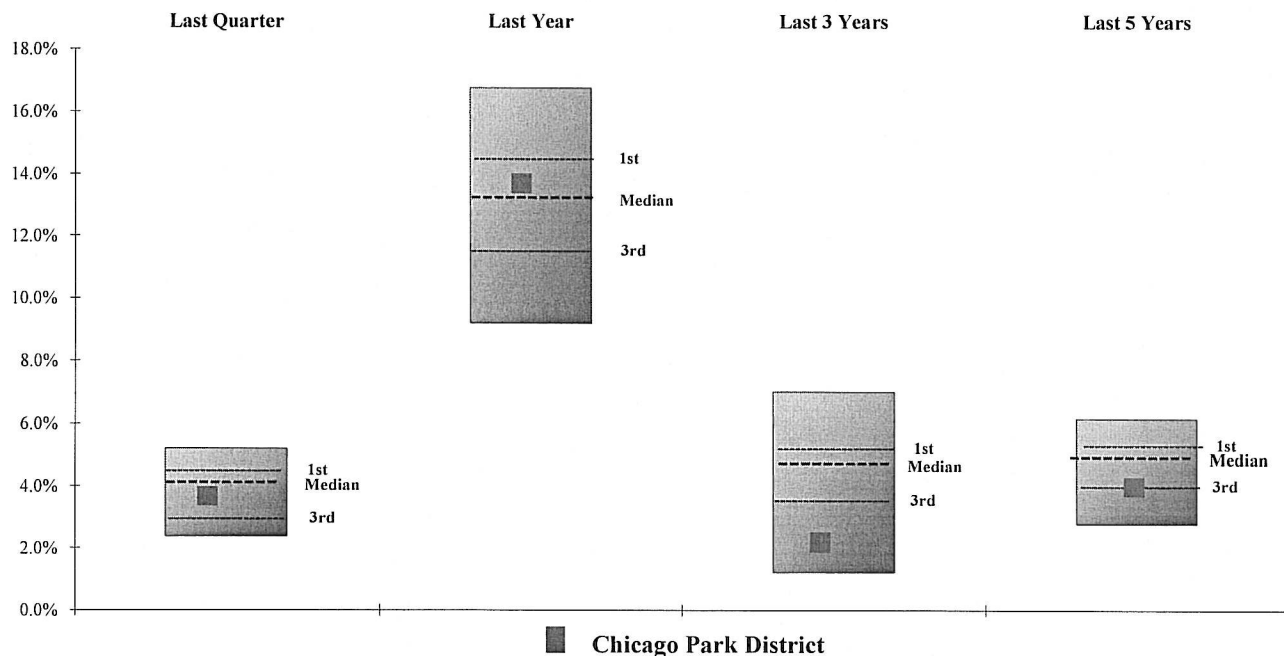 Last Quarter Last Year Last 3 Years Last 5 Years
18.0%
16.0%
14.0%
12.0%
10.0%
8.0%
6.0%
4.0%
2.0%
0.0%
1st
Median
3rd
1st
Median
3rd
1st
Median
3rd
1st
Median
3rd
Chicago Park District